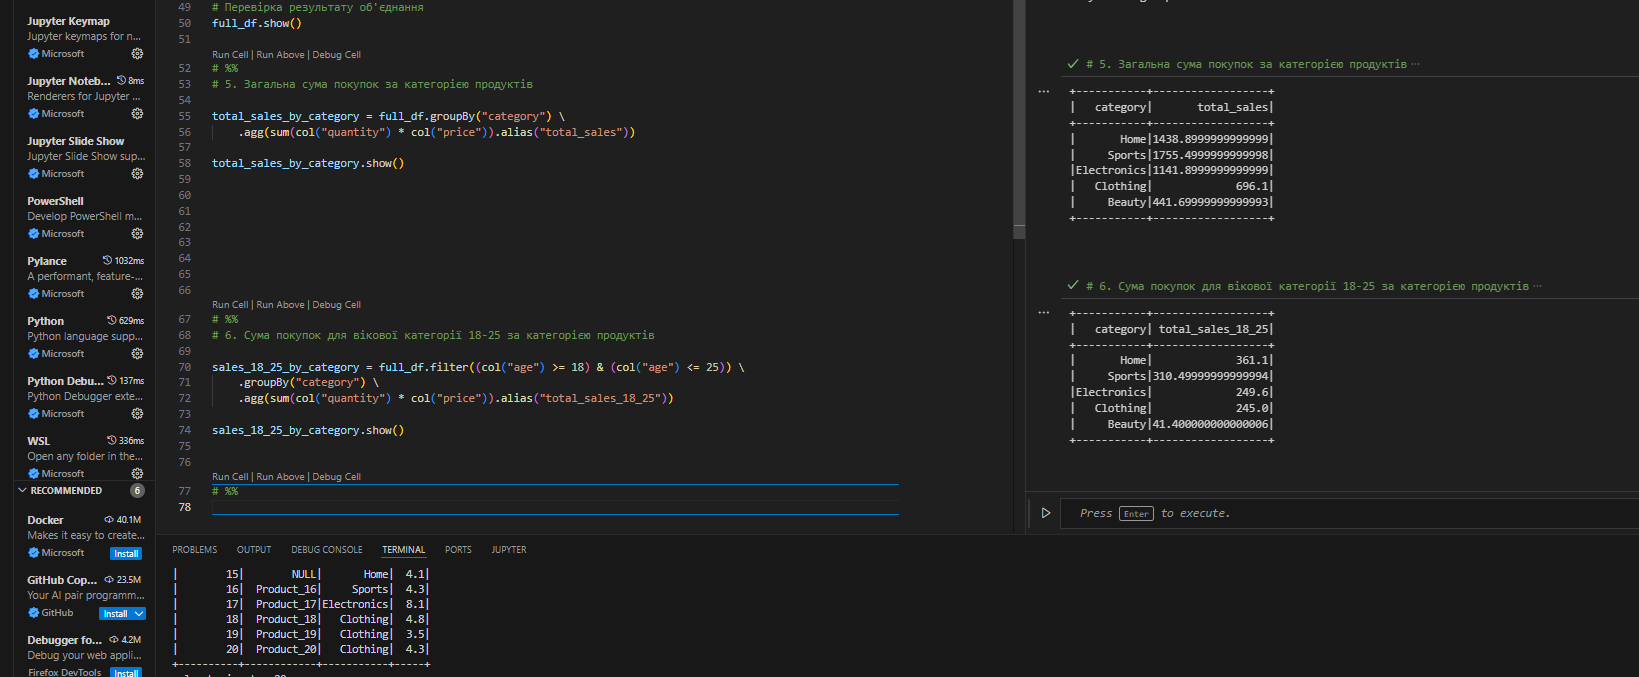 Jupyter Keymap
Jupyter keymaps for n...
Microsoft
Jupyter Noteb... 8ms
Renderers for Jupyter ...
Microsoft
Jupyter Slide Show
Jupyter Slide Show sup...
Microsoft
PowerShell
Develop PowerShell m...
Microsoft
Pylance 1032ms
A performant, feature-...
Microsoft
Python 629ms
Python language supp...
Microsoft
Python Debu... 137ms
Python Debugger exte...
Microsoft
WSL 336ms
Open any folder in the...
Microsoft
RECOMMENDED 6
Docker 40.1M
Makes it easy to create...
Microsoft Install
GitHub Cop... 23.5M
Your AI pair programm...
GitHub Install
Debugger fo... 4.2M
Debug your web appli...
Firefox DevTools Install
49 # Перевірка результату об'єднання
50 full_df.show()
51
Run Cell | Run Above | Debug Cell
52 # %%
53 # 5. Загальна сума покупок за категорією продуктів
54
55 total_sales_by_category = full_df.groupBy("category") \
56 .agg(sum(col("quantity") * col("price")).alias("total_sales"))
57
58 total_sales_by_category.show()
59
60
61
62
63
64
65
66
Run Cell | Run Above | Debug Cell
67 # %%
68 # 6. Сума покупок для вікової категорії 18-25 за категорією продуктів
69
70 sales_18_25_by_category = full_df.filter((col("age") >= 18) & (col("age") <= 25)) \
71 .groupBy("category") \
72 .agg(sum(col("quantity") * col("price")).alias("total_sales_18_25"))
73
74 sales_18_25_by_category.show()
75
76
Run Cell | Run Above | Debug Cell
77 # %%
78
✓ # 5. Загальна сума покупок за категорією продуктів ...
... +-----------+------------------+
|   category|       total_sales|
+-----------+------------------+
|       Home|1438.8999999999999|
|     Sports|1755.4999999999998|
|Electronics|1141.8999999999999|
|   Clothing|             696.1|
|     Beauty|441.69999999999993|
+-----------+------------------+
✓ # 6. Сума покупок для вікової категорії 18-25 за категорією продуктів ...
... +-----------+------------------+
|   category| total_sales_18_25|
+-----------+------------------+
|       Home|             361.1|
|     Sports|310.49999999999994|
|Electronics|             249.6|
|   Clothing|             245.0|
|     Beauty|41.400000000000006|
+-----------+------------------+
Press Enter to execute.
PROBLEMS OUTPUT DEBUG CONSOLE TERMINAL PORTS JUPYTER
|        15|        NULL|       Home|  4.1|
|        16|  Product_16|     Sports|  4.3|
|        17|  Product_17|Electronics|  8.1|
|        18|  Product_18|   Clothing|  4.8|
|        19|  Product_19|   Clothing|  3.5|
|        20|  Product_20|   Clothing|  4.3|
+----------+------------+-----------+-----+